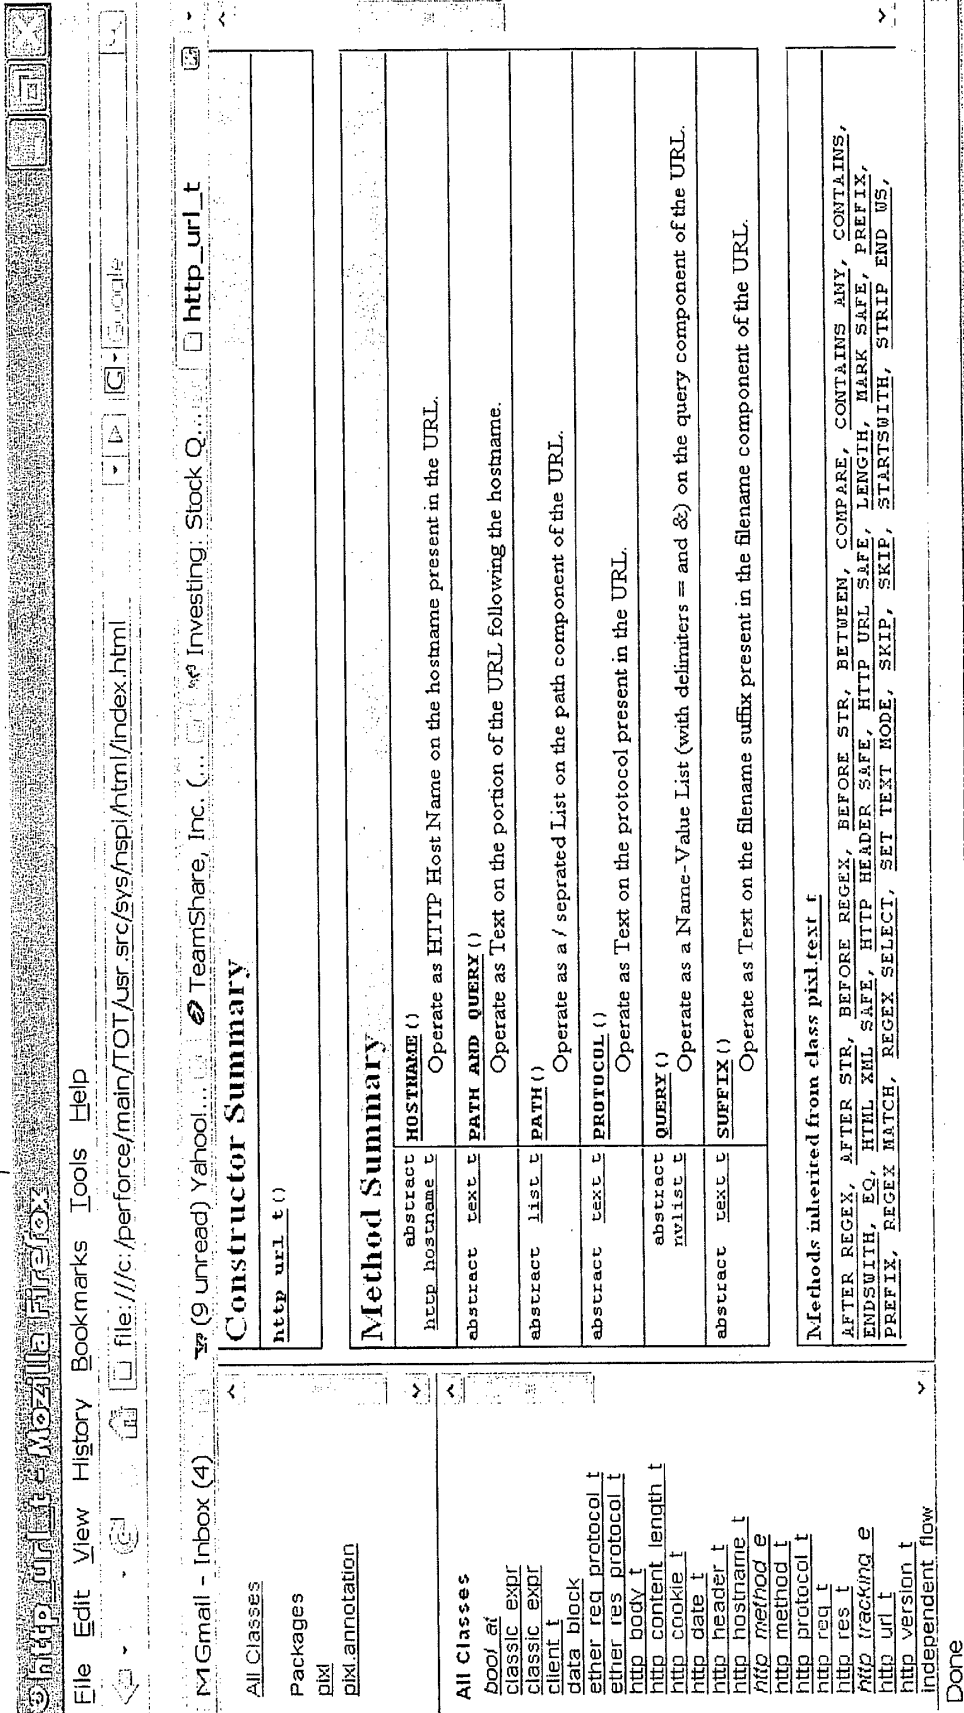 http_url_t - Mozilla Firefox
File Edit View History Bookmarks Tools Help
file:///c:/perforce/main/TOT/usr.src/sys/nspi/html/index.html
Google
Gmail - Inbox (4)
(9 unread) Yahoo!...
TeamShare, Inc. (...
Investing: Stock Q...
http_url_t
All Classes
Packages
pixl
pixl.annotation
All Classes
bool at
classic expr
classic expr
client t
data block
ether req protocol t
ether res protocol t
http body t
http content length t
http cookie t
http date t
http header t
http hostname t
http method e
http method t
http protocol t
http req t
http res t
http tracking e
http url t
http version t
independent flow
Constructor Summary
http url t()
Method Summary
abstract http hostname t HOSTNAME()
Operate as HTTP Host Name on the hostname present in the URL.
abstract text t PATH AND QUERY()
Operate as Text on the portion of the URL following the hostname.
abstract list t PATH()
Operate as a / seprated List on the path component of the URL.
abstract text t PROTOCOL()
Operate as Text on the protocol present in the URL.
abstract nvlist t QUERY()
Operate as a Name-Value List (with delimiters = and &) on the query component of the URL.
abstract text t SUFFIX()
Operate as Text on the filename suffix present in the filename component of the URL.
Methods inherited from class pixl.text t
AFTER REGEX, AFTER STR, BEFORE REGEX, BEFORE STR, BETWEEN, COMPARE, CONTAINS ANY, CONTAINS,
ENDSWITH, EQ, HTML XML SAFE, HTTP HEADER SAFE, HTTP URL SAFE, LENGTH, MARK SAFE, PREFIX,
PREFIX, REGEX MATCH, REGEX SELECT, SET TEXT MODE, SKIP, SKIP, STARTSWITH, STRIP END WS,
Done